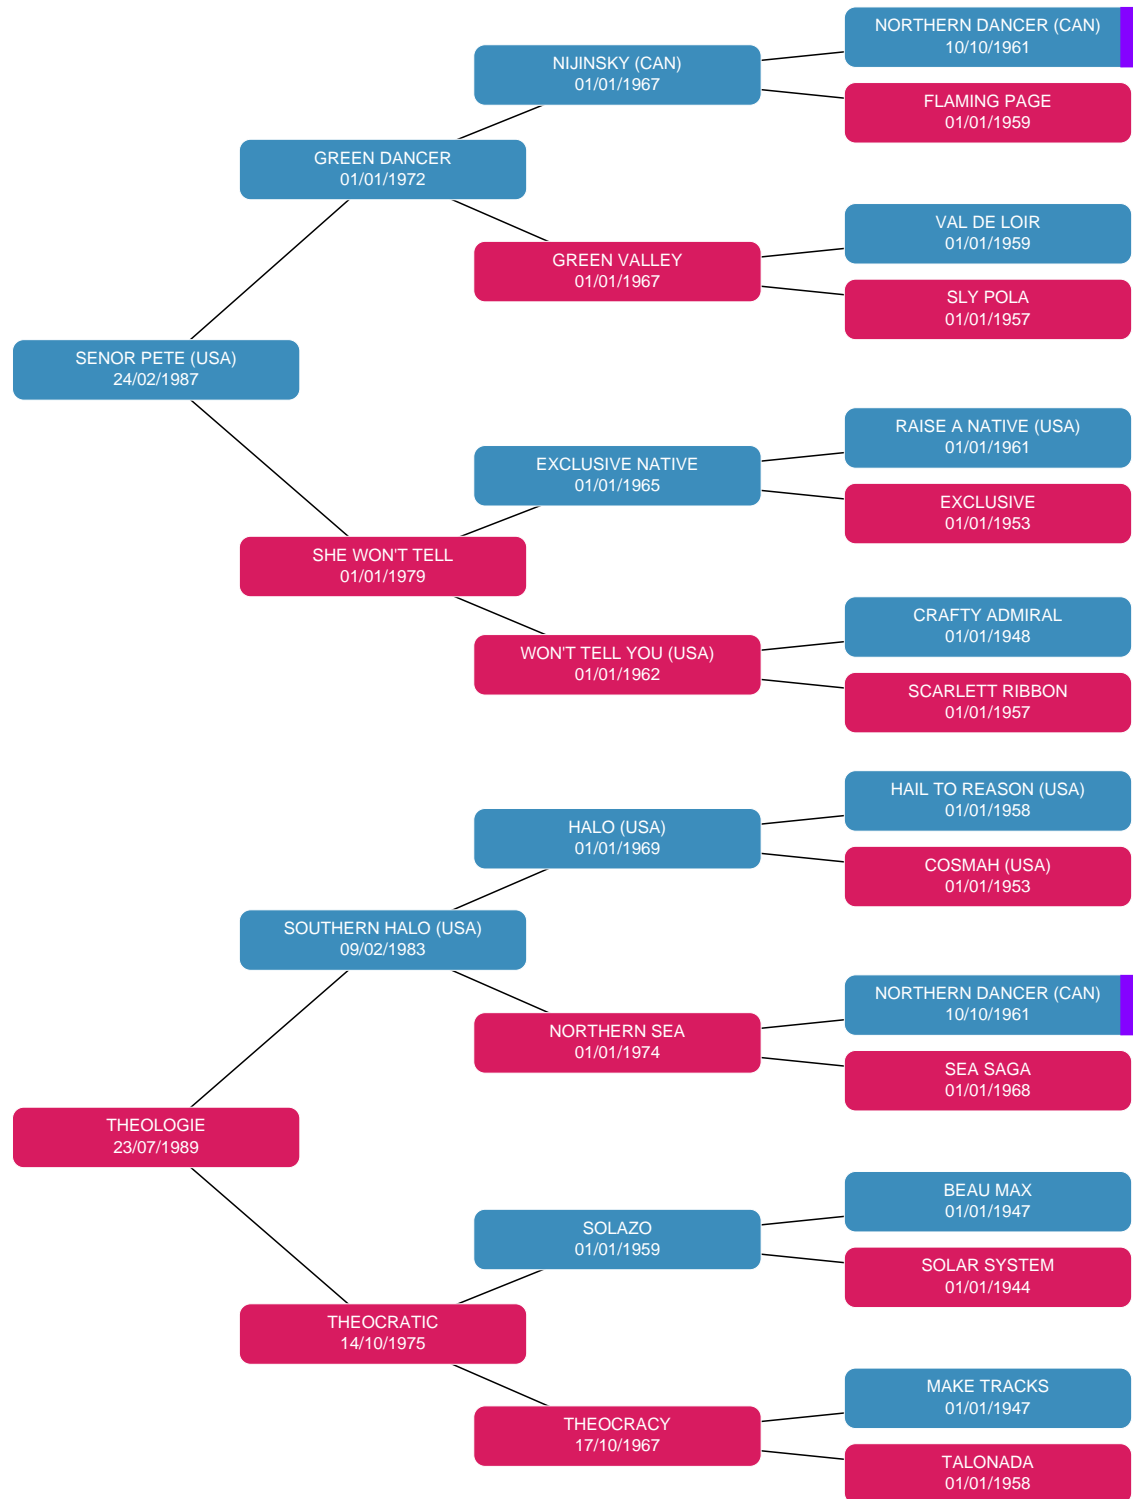 NORTHERN DANCER (CAN)
10/10/1961
NIJINSKY (CAN)
01/01/1967
FLAMING PAGE
01/01/1959
GREEN DANCER
01/01/1972
VAL DE LOIR
01/01/1959
GREEN VALLEY
01/01/1967
SLY POLA
01/01/1957
SENOR PETE (USA)
24/02/1987
RAISE A NATIVE (USA)
01/01/1961
EXCLUSIVE NATIVE
01/01/1965
EXCLUSIVE
01/01/1953
SHE WON'T TELL
01/01/1979
CRAFTY ADMIRAL
01/01/1948
WON'T TELL YOU (USA)
01/01/1962
SCARLETT RIBBON
01/01/1957
HAIL TO REASON (USA)
01/01/1958
HALO (USA)
01/01/1969
COSMAH (USA)
01/01/1953
SOUTHERN HALO (USA)
09/02/1983
NORTHERN DANCER (CAN)
10/10/1961
NORTHERN SEA
01/01/1974
SEA SAGA
01/01/1968
THEOLOGIE
23/07/1989
BEAU MAX
01/01/1947
SOLAZO
01/01/1959
SOLAR SYSTEM
01/01/1944
THEOCRATIC
14/10/1975
MAKE TRACKS
01/01/1947
THEOCRACY
17/10/1967
TALONADA
01/01/1958